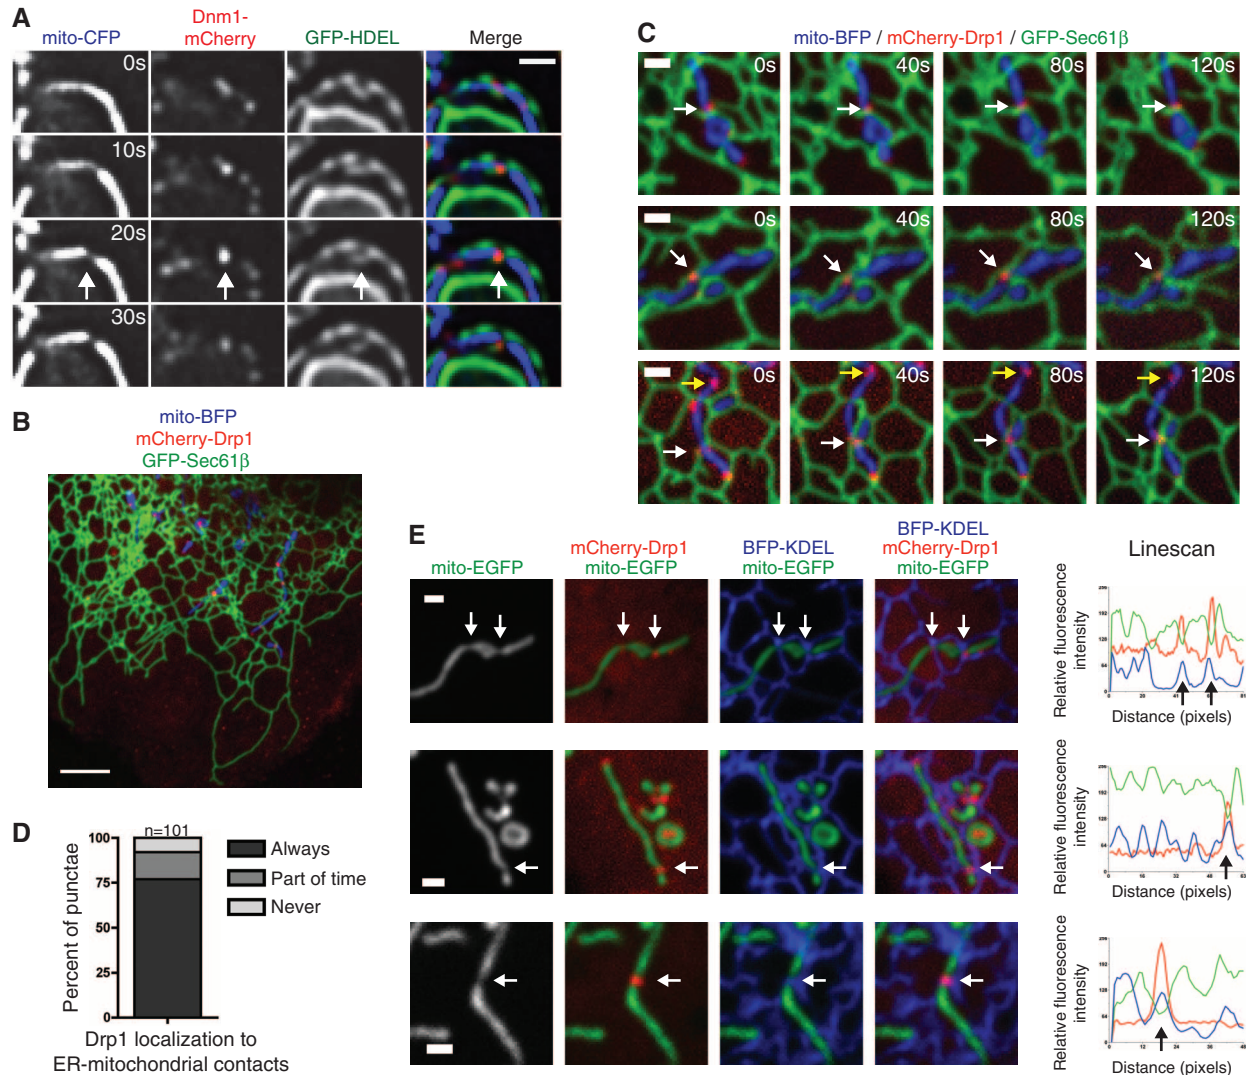 A
mito-CFP
Dnm1-
mCherry
GFP-HDEL
Merge
0s
10s
20s
30s
B
mito-BFP
mCherry-Drp1
GFP-Sec61β
C
mito-BFP / mCherry-Drp1 / GFP-Sec61β
0s 40s 80s 120s
0s 40s 80s 120s
0s 40s 80s 120s
D
n=101
100
75
50
25
0
Percent of punctae
Always
Part of time
Never
Drp1 localization to
ER-mitochondrial contacts
E
mito-EGFP
mCherry-Drp1
mito-EGFP
BFP-KDEL
mito-EGFP
BFP-KDEL
mCherry-Drp1
mito-EGFP
Linescan
Relative fluorescence
intensity
Distance (pixels)
Relative fluorescence
intensity
Distance (pixels)
Relative fluorescence
intensity
Distance (pixels)